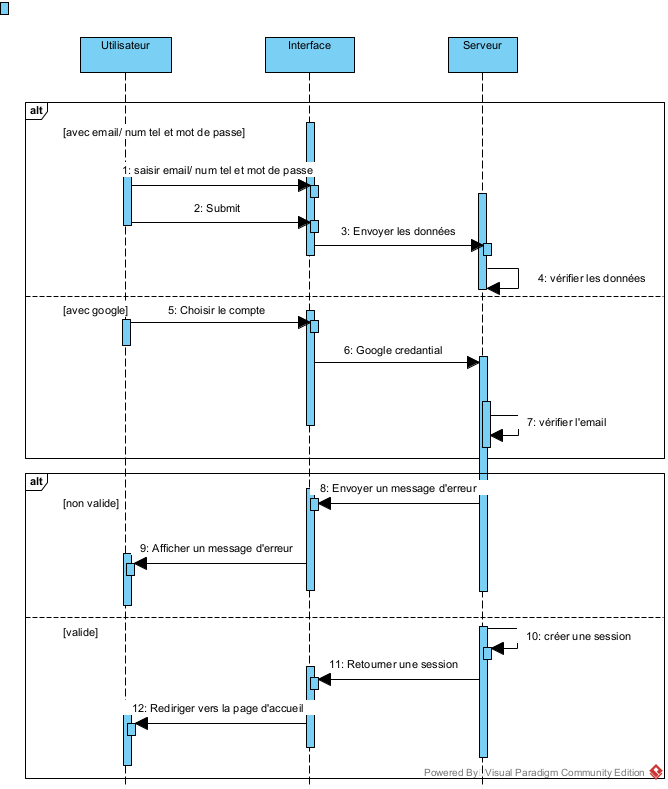 Utilisateur
Interface
Serveur
alt
[avec email/ num tel et mot de passe]
1: saisir email/ num tel et mot de passe
2: Submit
3: Envoyer les données
4: vérifier les données
[avec google]
5: Choisir le compte
6: Google credantial
7: vérifier l'email
alt
8: Envoyer un message d'erreur
[non valide]
9: Afficher un message d'erreur
[valide]
10: créer une session
11: Retourner une session
12: Rediriger vers la page d'accueil
Powered By Visual Paradigm Community Edition